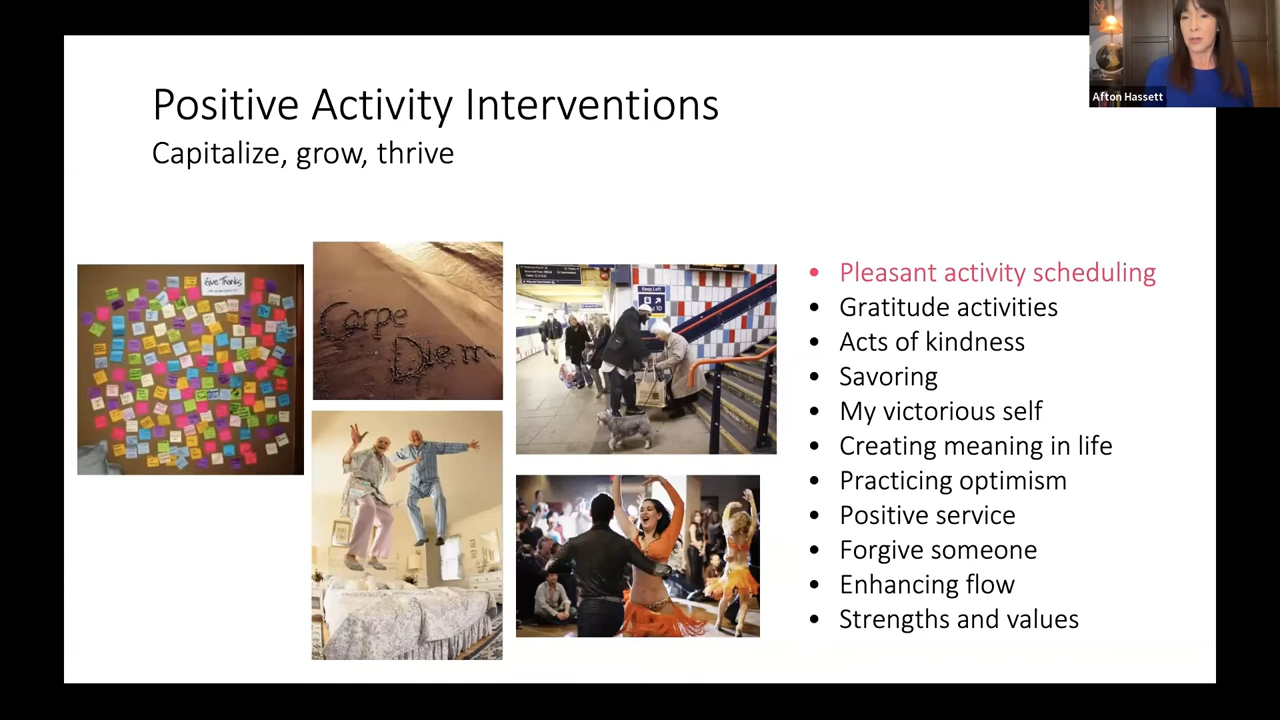 Positive Activity Interventions
Capitalize, grow, thrive
Afton Hassett
Give Thanks
Carpe
Diem
Keep Left
• Pleasant activity scheduling
• Gratitude activities
• Acts of kindness
• Savoring
• My victorious self
• Creating meaning in life
• Practicing optimism
• Positive service
• Forgive someone
• Enhancing flow
• Strengths and values